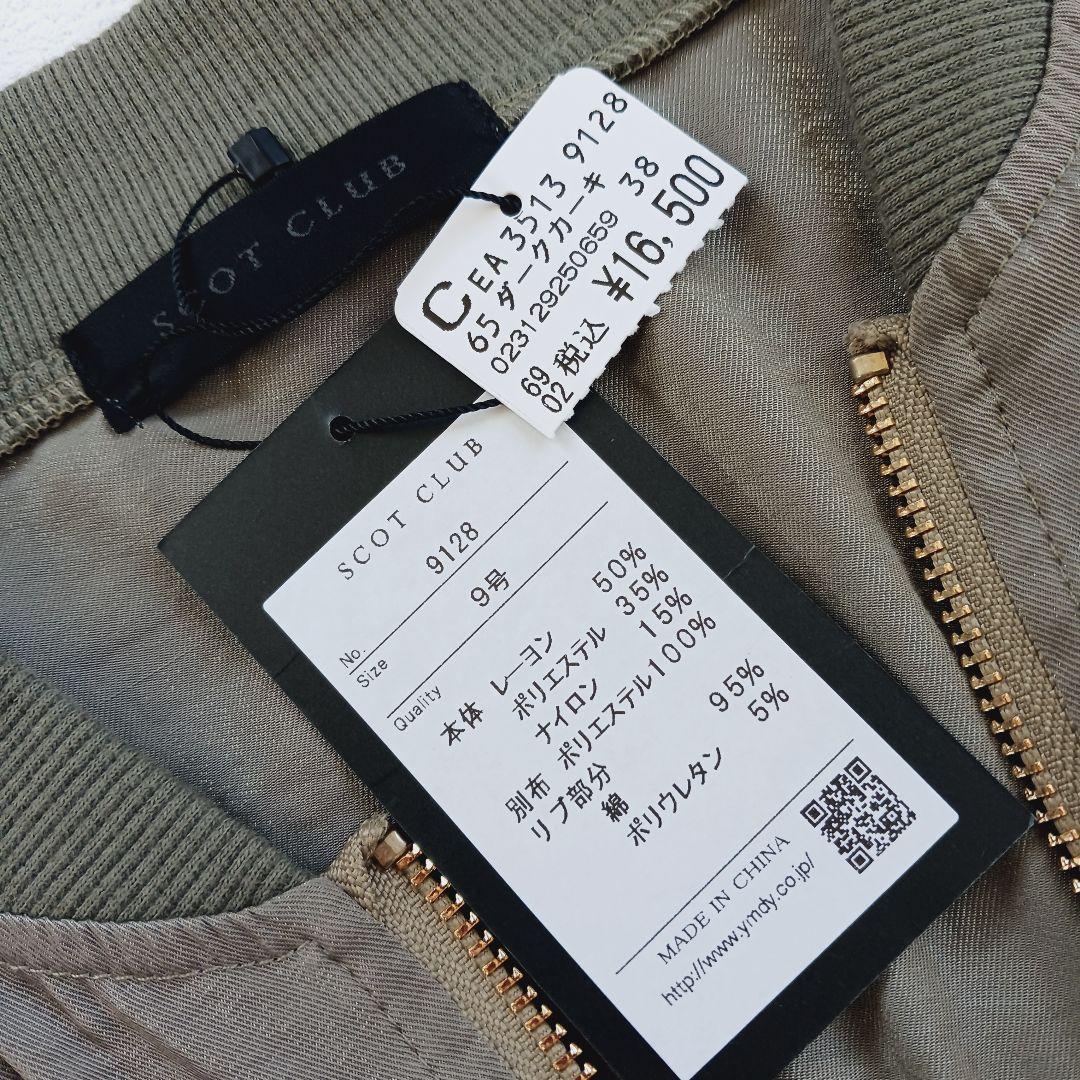 SCOT CLUB
C EA 3513 9128
65 ダークカーキ 38
0231292506​59
69
02 税込 ¥16,500
SCOT CLUB
No. 9128
Size 9号
Quality
本体 レーヨン 50%
ポリエステル 35%
ナイロン 15%
別布 ポリエステル100%
リブ部分
綿 95%
ポリウレタン 5%
MADE IN CHINA
http://www.ymdy.co.jp/